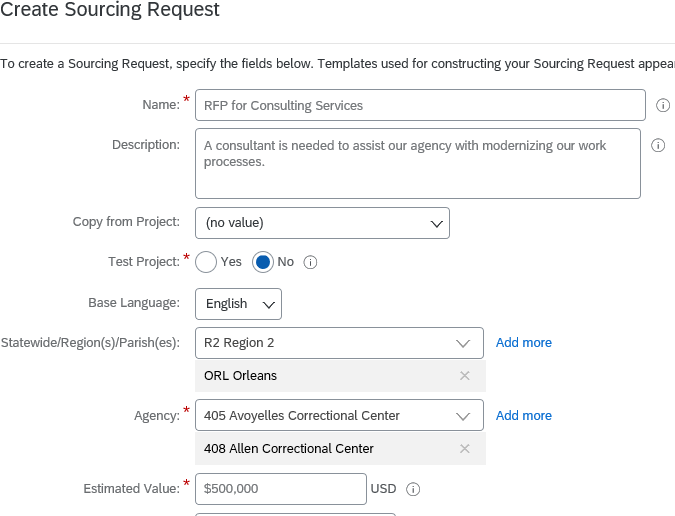 Create Sourcing Request
To create a Sourcing Request, specify the fields below. Templates used for constructing your Sourcing Request appear
Name: * RFP for Consulting Services
Description: A consultant is needed to assist our agency with modernizing our work
processes.
Copy from Project: (no value)
Test Project: * Yes No
Base Language: English
Statewide/Region(s)/Parish(es): R2 Region 2 Add more
ORL Orleans
Agency: * 405 Avoyelles Correctional Center Add more
408 Allen Correctional Center
Estimated Value: * $500,000 USD